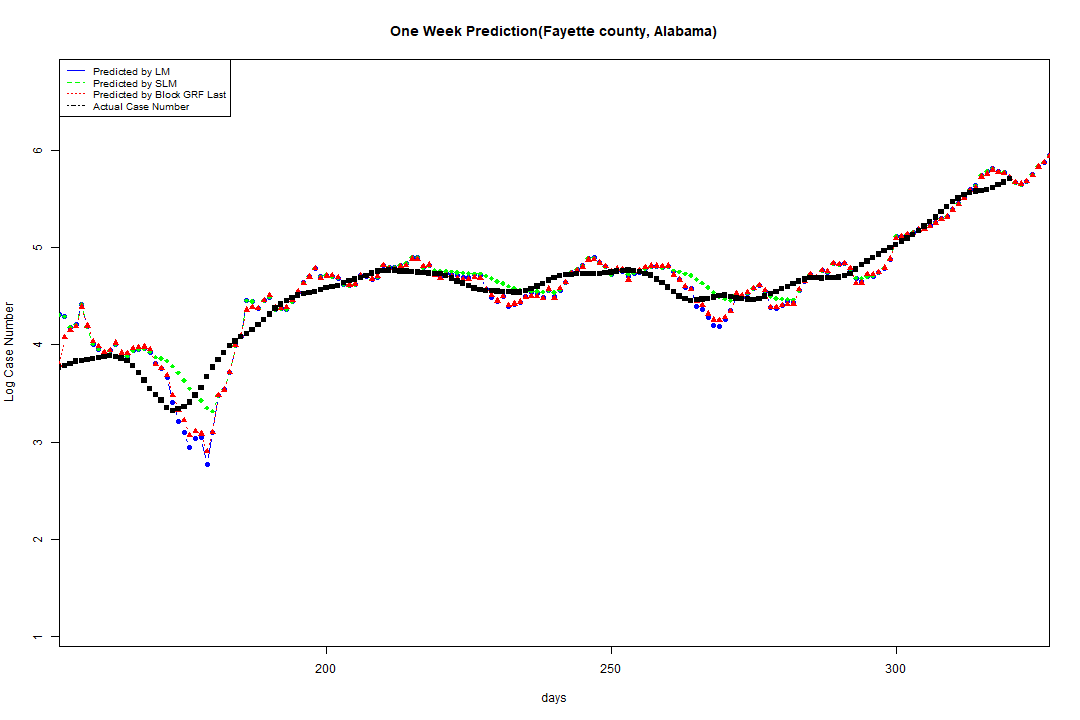 One Week Prediction(Fayette county, Alabama)
Predicted by LM
Predicted by SLM
Predicted by Block GRF Last
Actual Case Number
6
5
4
3
2
1
Log Case Number
200 250 300
days